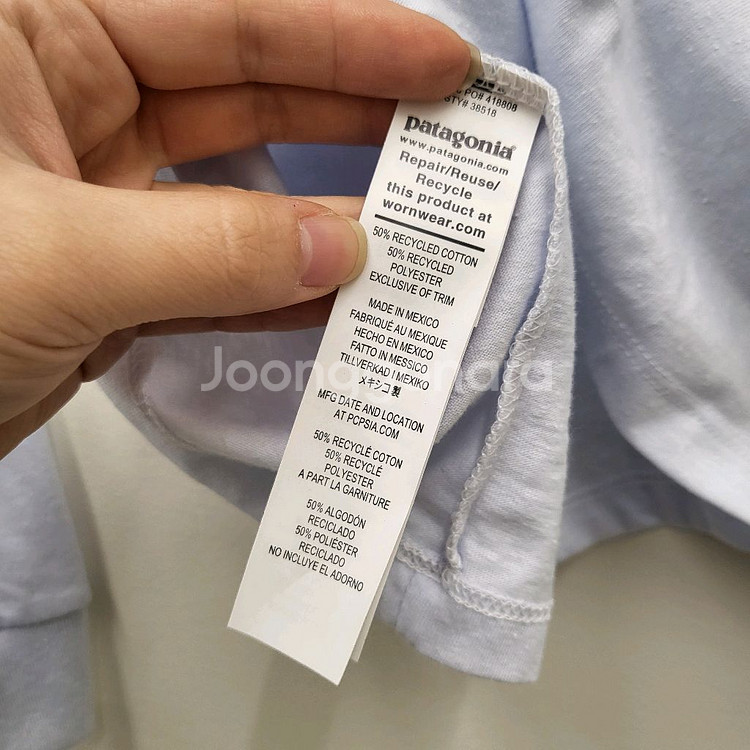 PO# 418808
STY# 38518
patagonia®
www.patagonia.com
Repair/Reuse/
Recycle
this product at
wornwear.com
50% RECYCLED COTTON
50% RECYCLED
POLYESTER
EXCLUSIVE OF TRIM
MADE IN MEXICO
FABRIQUÉ AU MEXIQUE
HECHO EN MEXICO
FATTO IN MESSICO
TILLVERKAD I MEXIKO
メキシコ製
MFG DATE AND LOCATION
AT PCPSIA.COM
50% RECYCLÉ COTON
50% RECYCLÉ
POLYESTER
A PART LA GARNITURE
50% ALGODÓN
RECICLADO
50% POLIÉSTER
RECICLADO
NO INCLUYE EL ADORNO
Joonggonara